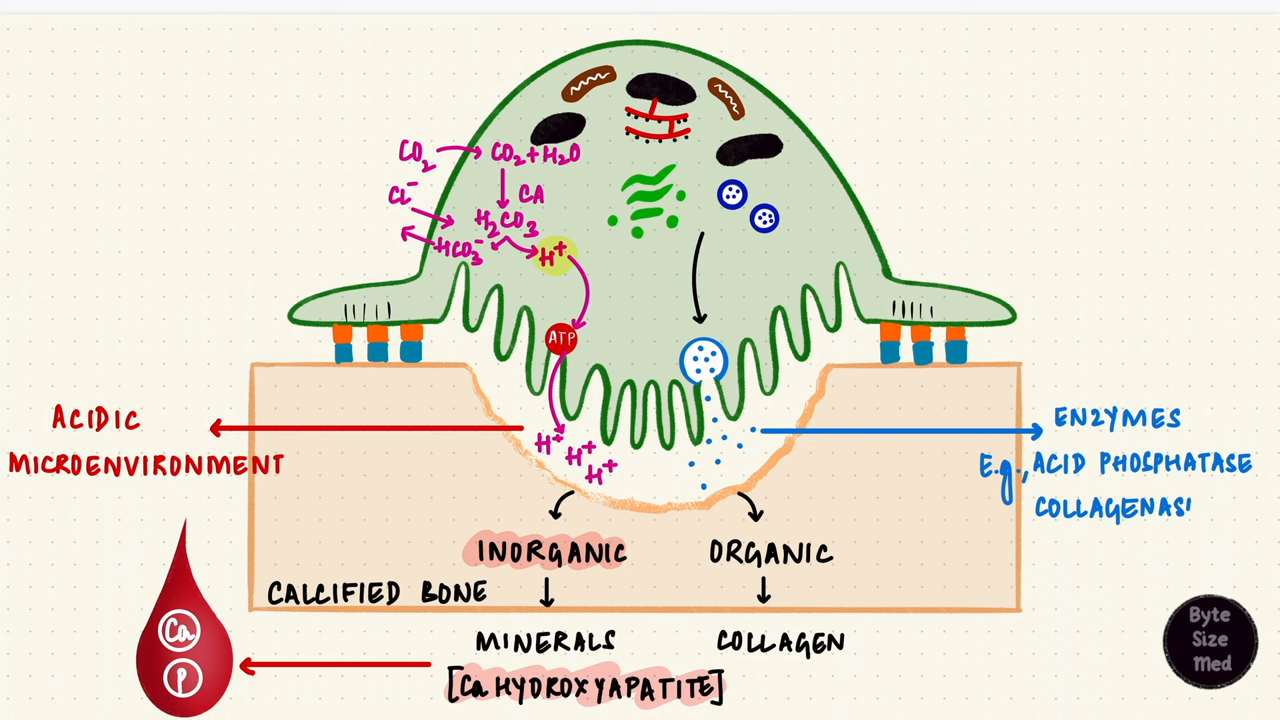 CO₂ → CO₂ + H₂O
CA
Cl⁻
H₂CO₃
HCO₃⁻
H⁺
ATP
H⁺
H⁺
H⁺
ACIDIC
MICROENVIRONMENT
ENZYMES
E.g., ACID PHOSPHATASE
COLLAGENAS
INORGANIC
ORGANIC
CALCIFIED BONE
MINERALS
COLLAGEN
[Ca HYDROXYAPATITE]
Ca
P
Byte
Size
Med